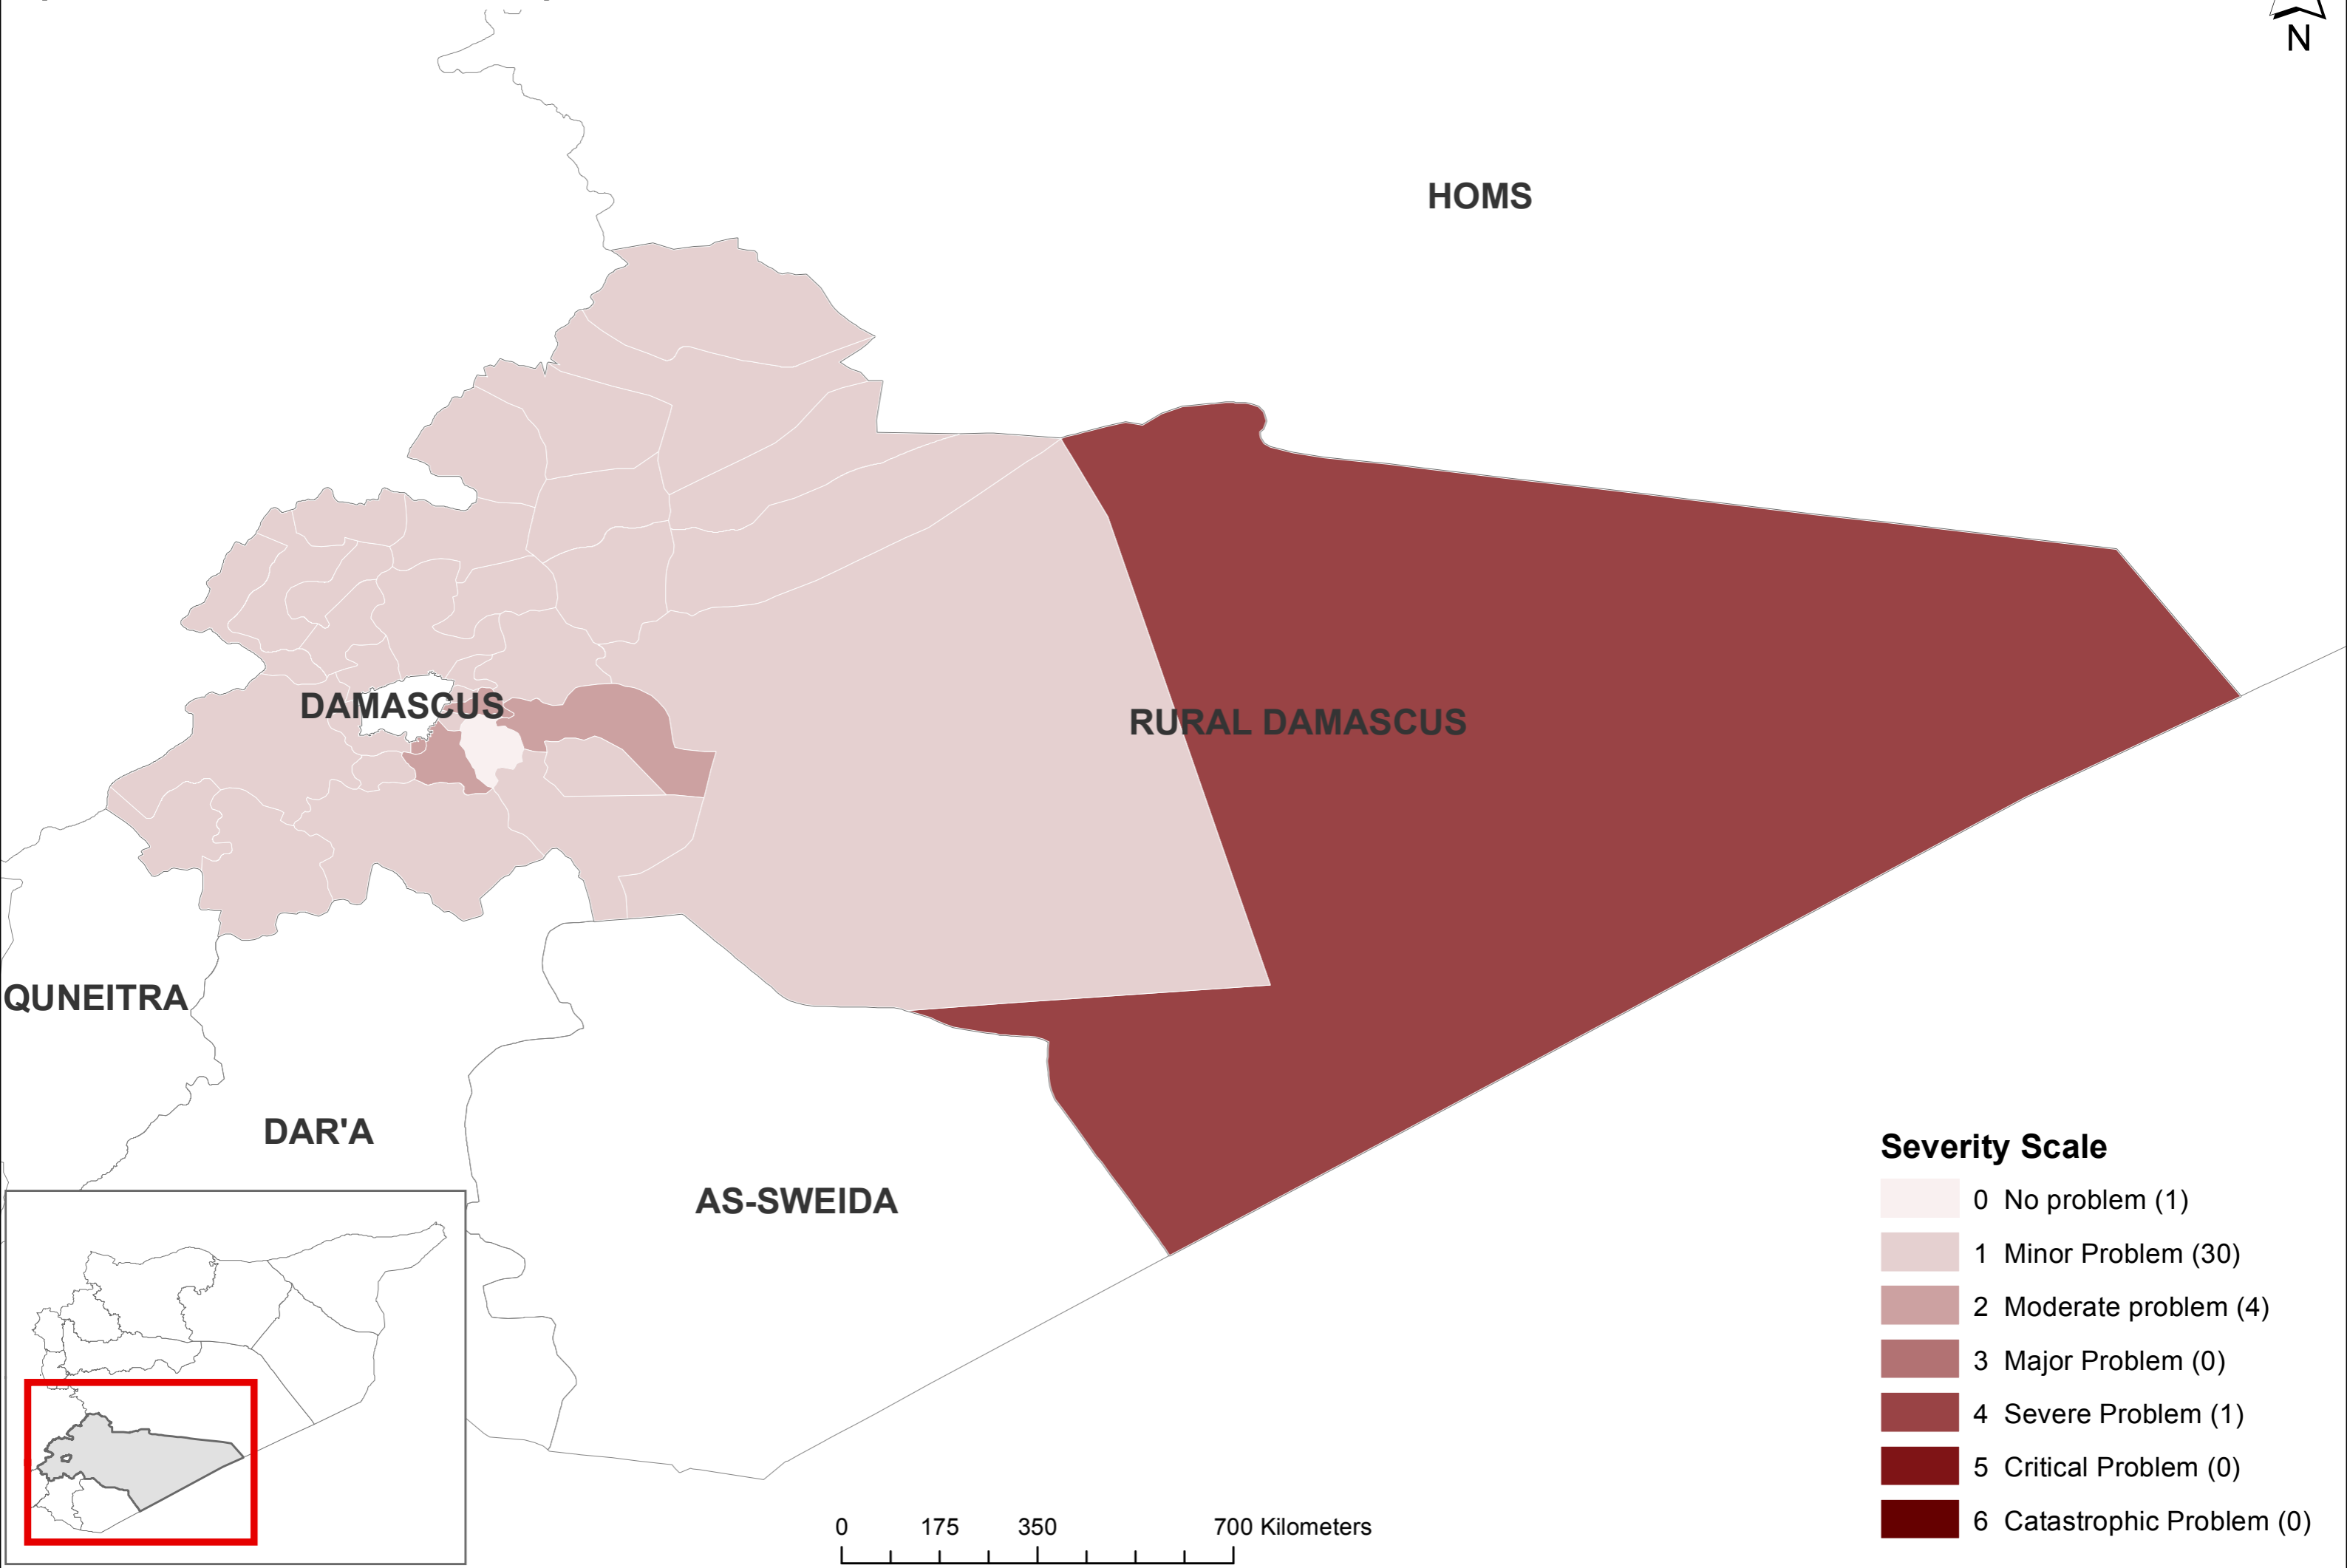 N
HOMS
DAMASCUS
RURAL DAMASCUS
QUNEITRA
DAR'A
AS-SWEIDA
Severity Scale
0 No problem (1)
1 Minor Problem (30)
2 Moderate problem (4)
3 Major Problem (0)
4 Severe Problem (1)
5 Critical Problem (0)
6 Catastrophic Problem (0)
0 175 350 700 Kilometers